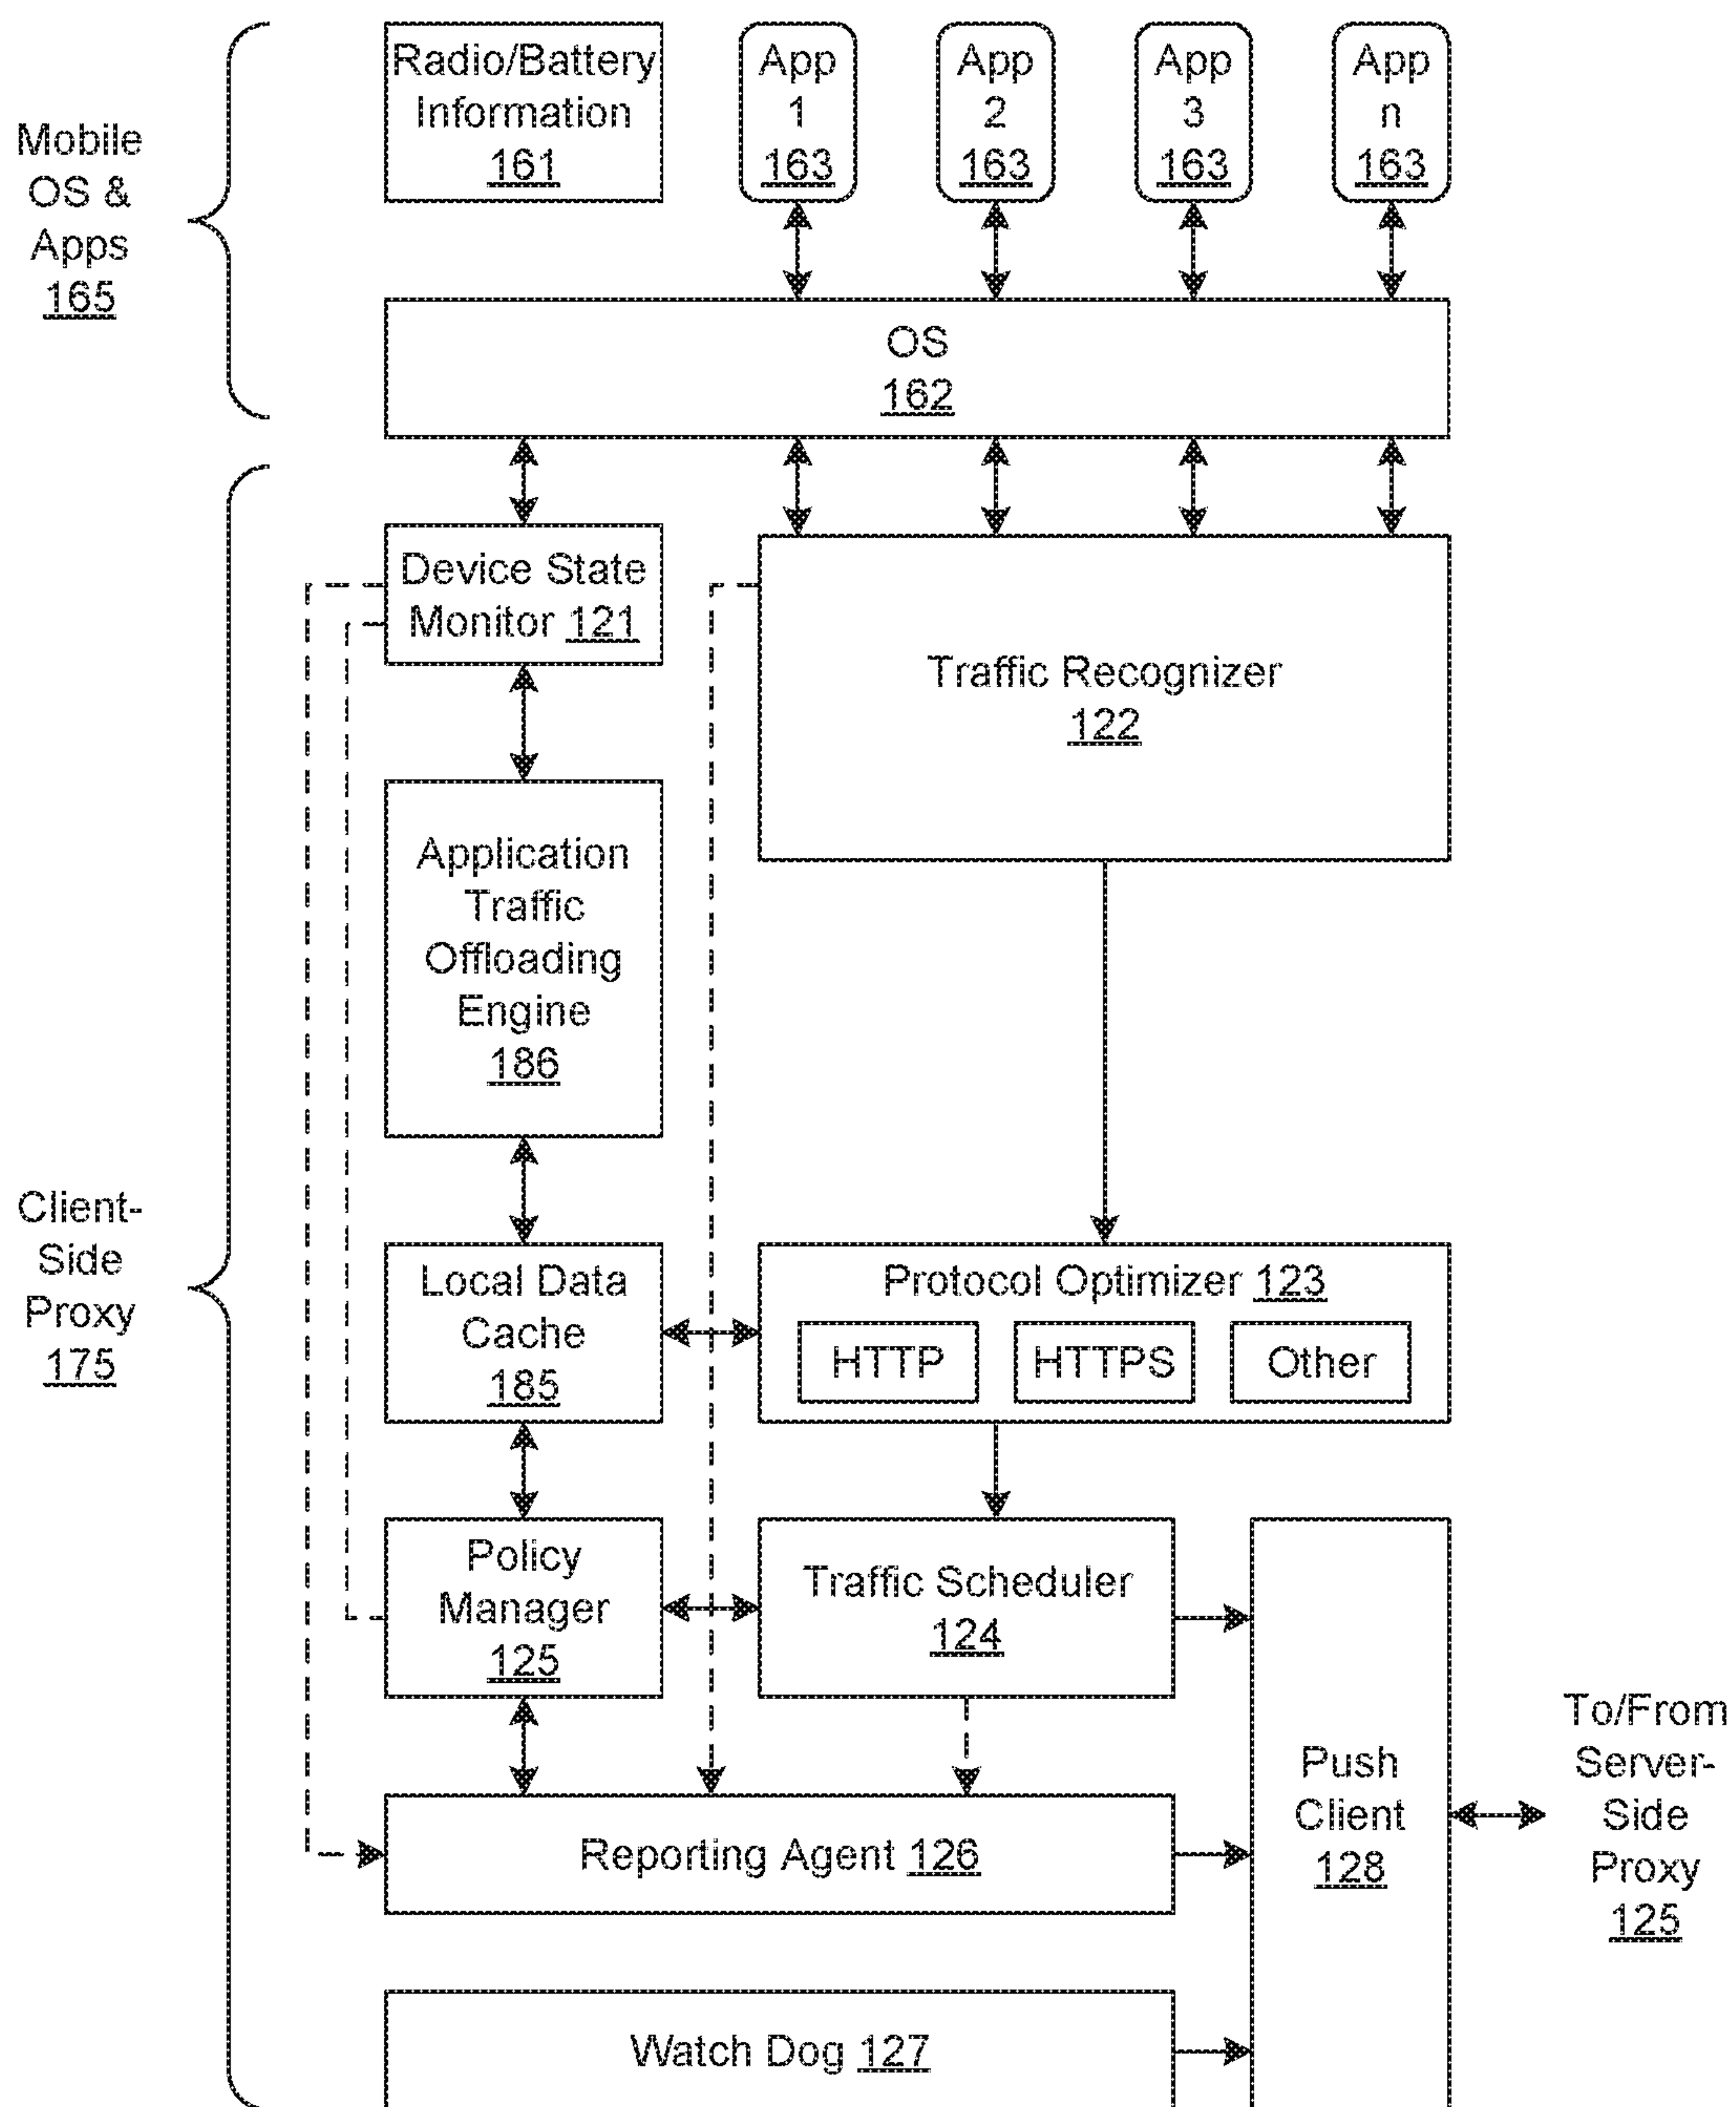 Mobile
OS &
Apps
165
Radio/Battery
Information
161
App
1
163
App
2
163
App
3
163
App
n
163
OS
162
Client-
Side
Proxy
175
Device State
Monitor 121
Traffic Recognizer
122
Application
Traffic
Offloading
Engine
186
Local Data
Cache
185
Protocol Optimizer 123
HTTP
HTTPS
Other
Policy
Manager
125
Traffic Scheduler
124
Reporting Agent 126
Watch Dog 127
Push
Client
128
To/From
Server-
Side
Proxy
125